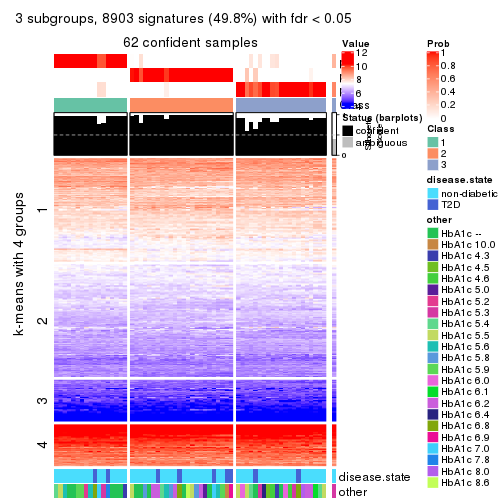 3 subgroups, 8903 signatures (49.8%) with fdr < 0.05
62 confident samples
k-means with 4 groups
1
2
3
4
Value
12
10
8
6
4
Class
Status (barplots)
confident
ambiguous
0
Prob
1
0.8
0.6
0.4
0.2
0
Class
1
2
3
disease.state
non-diabetic
T2D
other
HbA1c --
HbA1c 10.0
HbA1c 4.3
HbA1c 4.5
HbA1c 4.6
HbA1c 5.0
HbA1c 5.2
HbA1c 5.3
HbA1c 5.4
HbA1c 5.5
HbA1c 5.6
HbA1c 5.8
HbA1c 5.9
HbA1c 6.0
HbA1c 6.1
HbA1c 6.2
HbA1c 6.4
HbA1c 6.8
HbA1c 6.9
HbA1c 7.0
HbA1c 7.8
HbA1c 8.0
HbA1c 8.6
disease.state
other